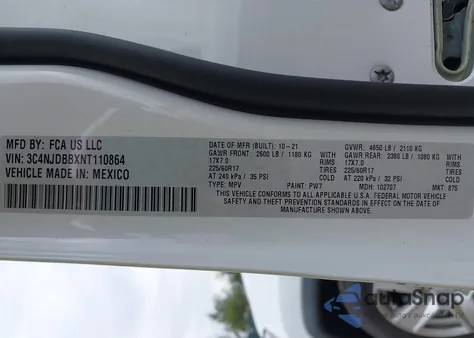 MFD BY: FCA US LLC
VIN: 3C4NJDBBXNT110864
VEHICLE MADE IN: MEXICO
DATE OF MFR (BUILT): 10-21
GAWR FRONT: 2600 LB / 1180 KG
17X7.0 RIMS
225/60R17 TIRES
AT 240 kPa / 35 PSI COLD
TYPE: MPV PAINT: PW7
GVWR: 4650 LB / 2110 KG
GAWR REAR: 2380 LB / 1080 KG
17X7.0 RIMS
225/60R17 TIRES
AT 220 kPa / 32 PSI COLD
MDH: 102707 MKT: 875
THIS VEHICLE CONFORMS TO ALL APPLICABLE U.S.A. FEDERAL MOTOR VEHICLE
SAFETY, BUMPER, AND THEFT PREVENTION STANDARDS IN EFFECT
ON THE DATE OF MANUFACTURE SHOWN ABOVE.
autoSnap